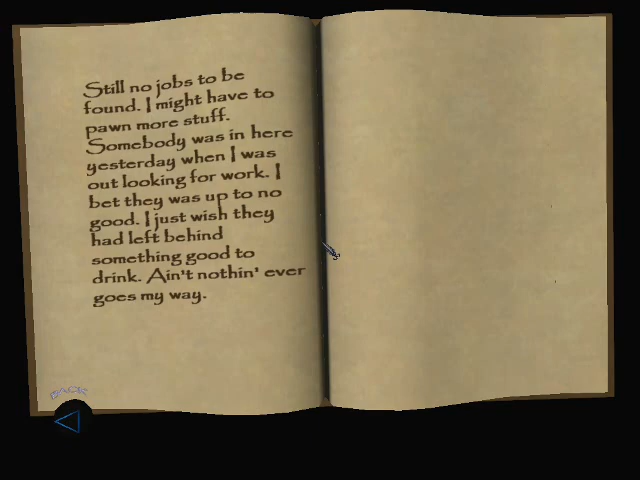 Still no jobs to be
found. I might have to
pawn more stuff.
Somebody was in here
yesterday when I was
out looking for work. I
bet they was up to no
good. I just wish they
had left behind
something good to
drink. Ain't nothin' ever
goes my way.
BACK